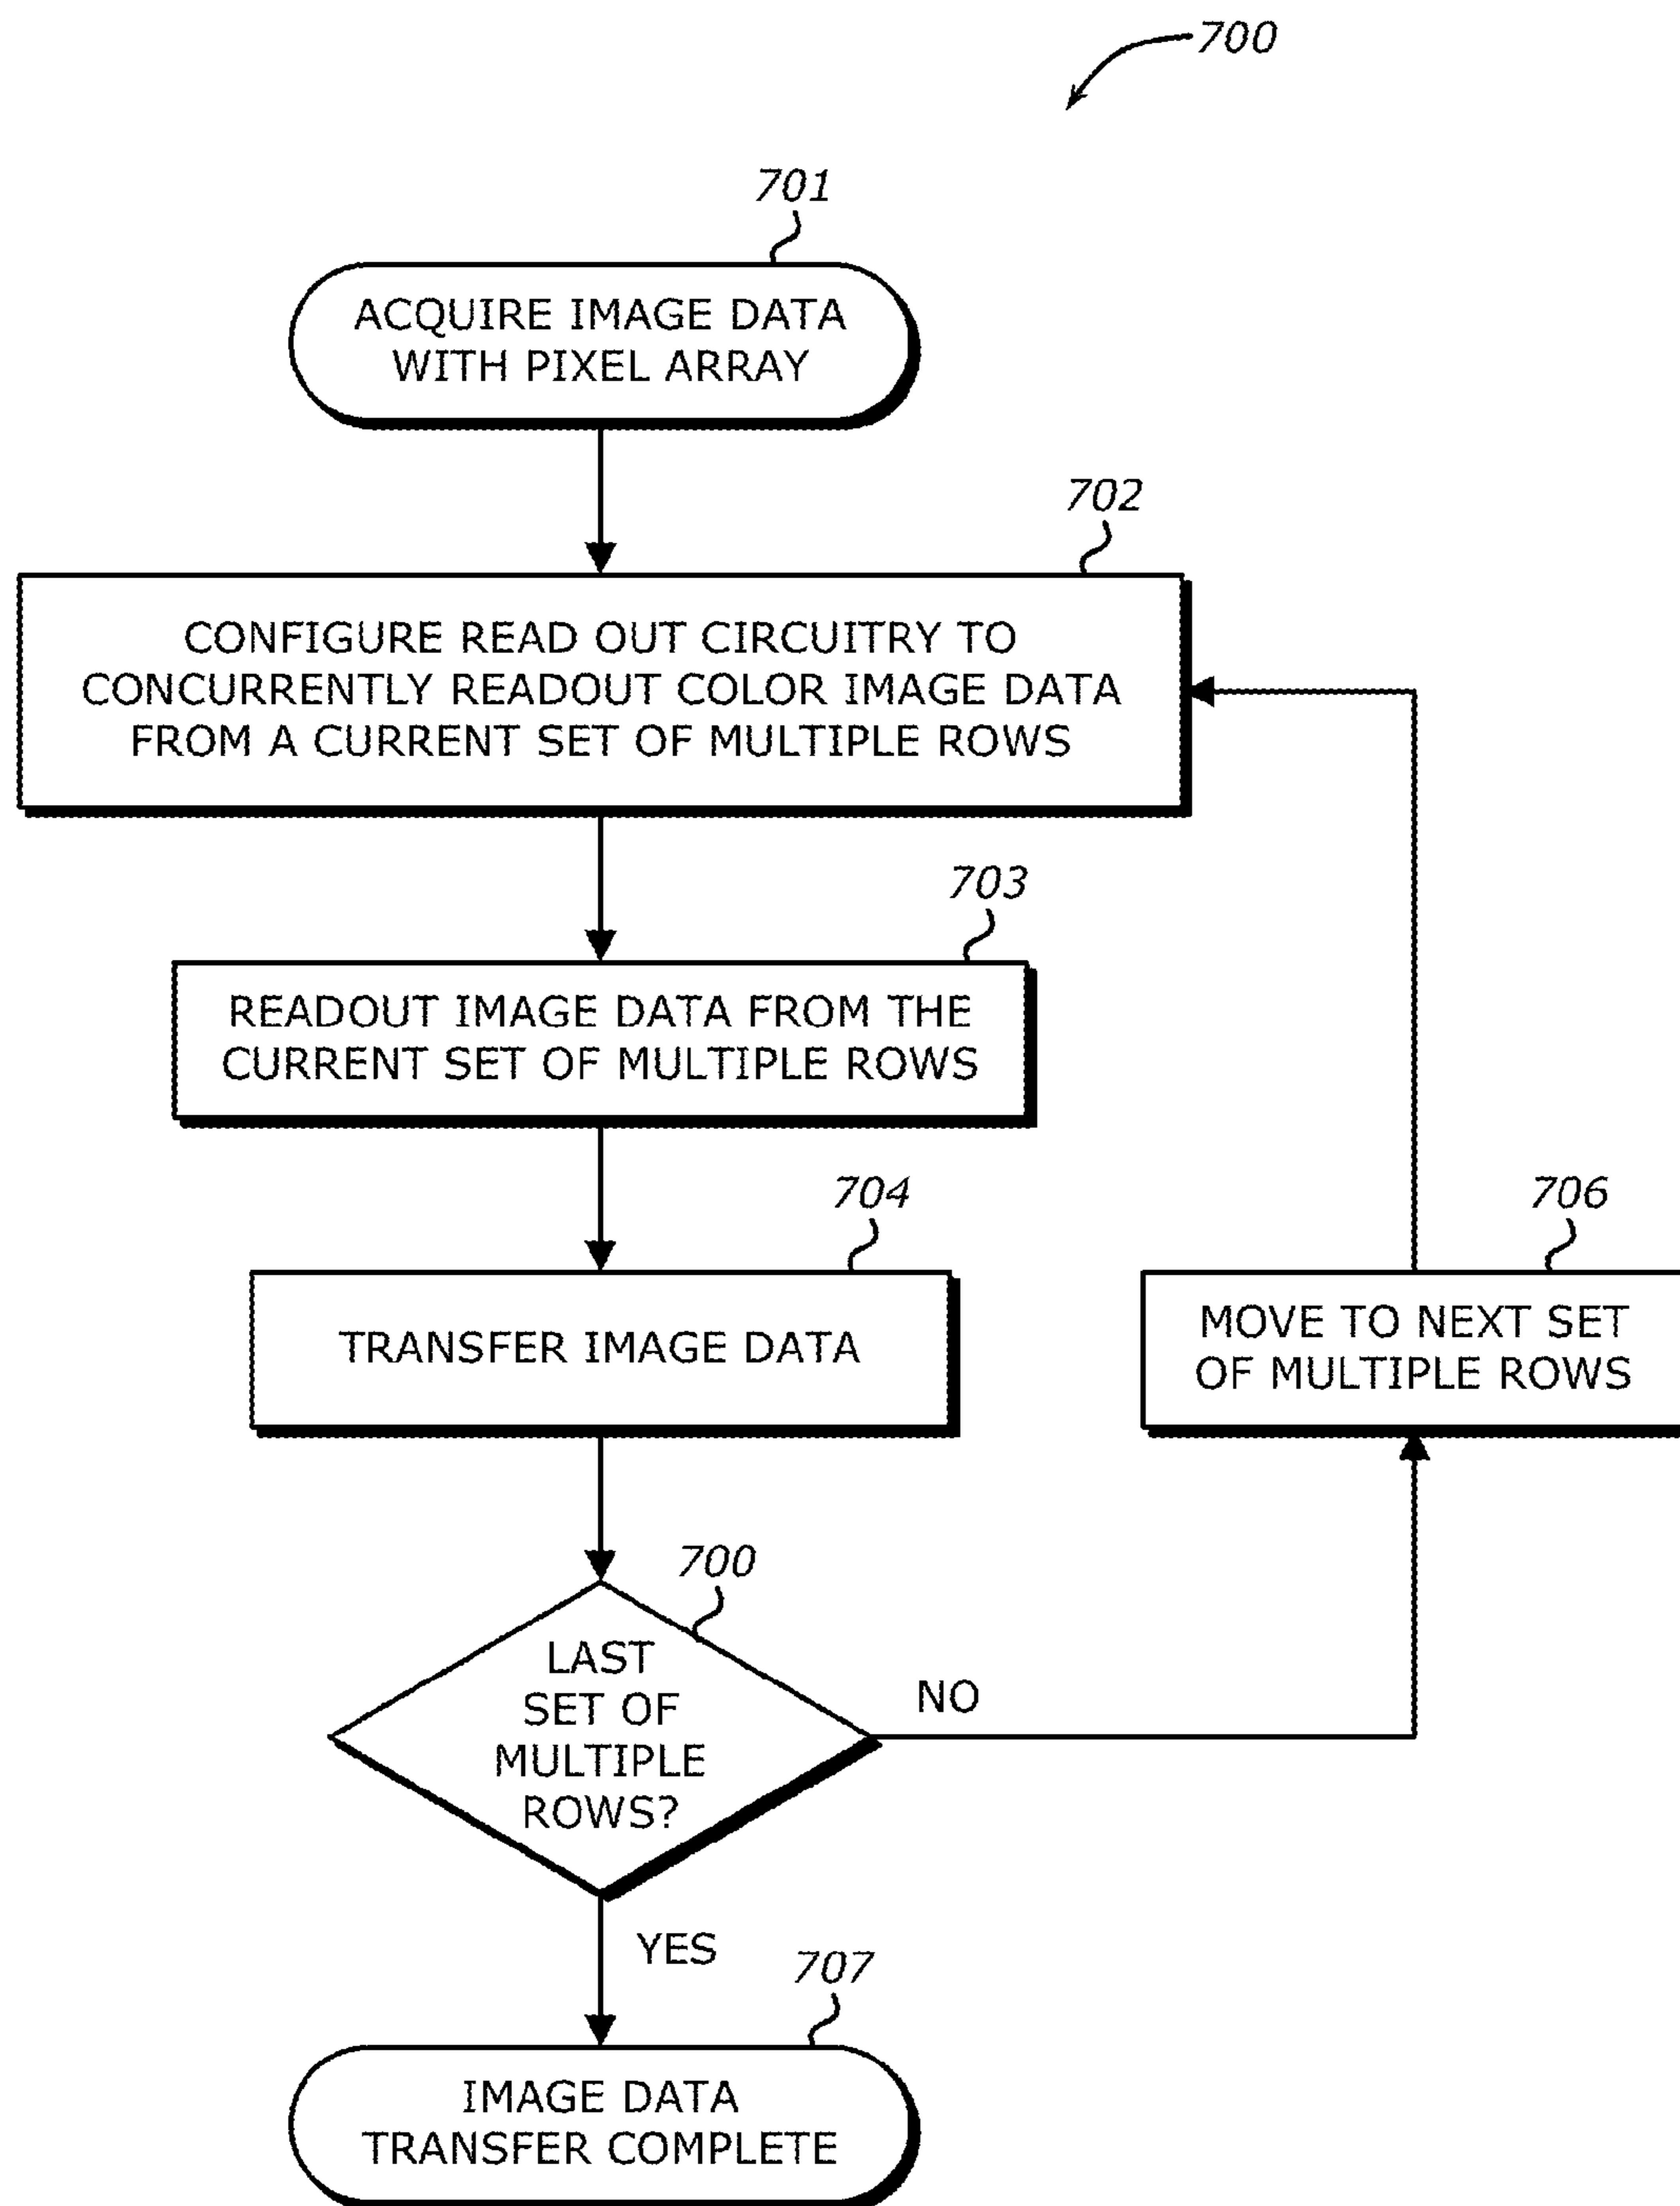 700
701
ACQUIRE IMAGE DATA
WITH PIXEL ARRAY
702
CONFIGURE READ OUT CIRCUITRY TO
CONCURRENTLY READOUT COLOR IMAGE DATA
FROM A CURRENT SET OF MULTIPLE ROWS
703
READOUT IMAGE DATA FROM THE
CURRENT SET OF MULTIPLE ROWS
704
TRANSFER IMAGE DATA
706
MOVE TO NEXT SET
OF MULTIPLE ROWS
700
LAST
SET OF
MULTIPLE
ROWS?
NO
YES
707
IMAGE DATA
TRANSFER COMPLETE